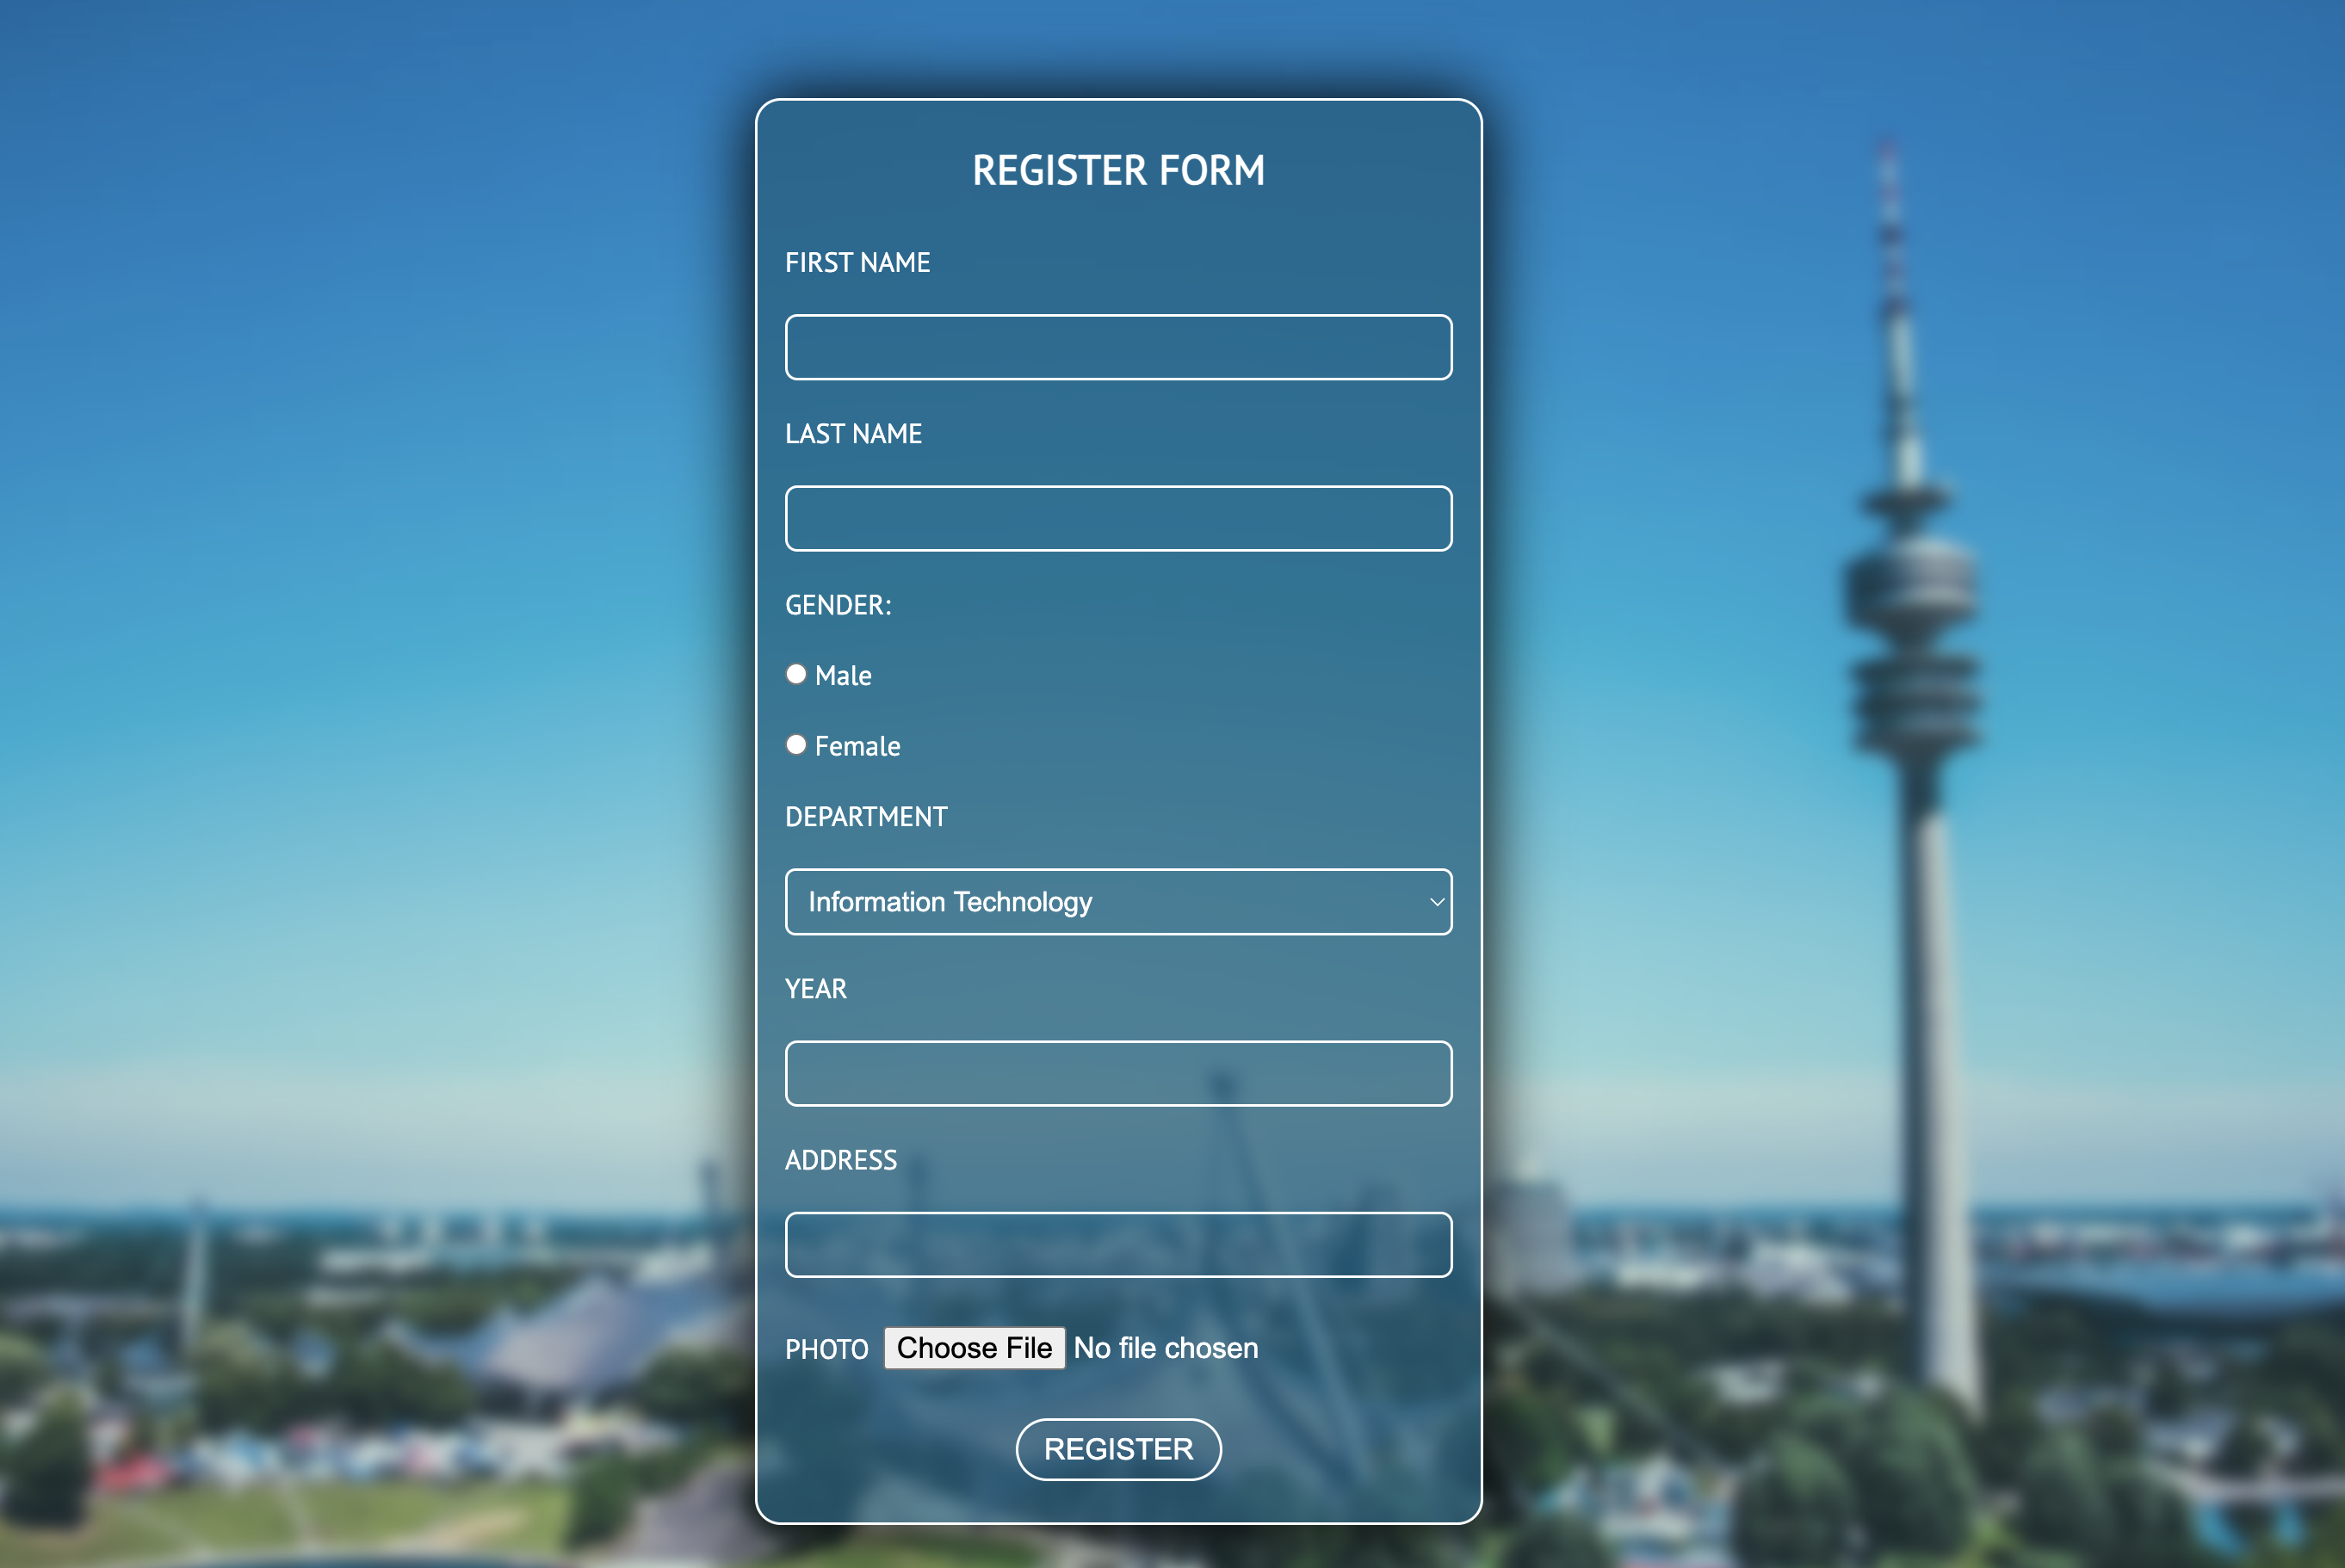 REGISTER FORM
FIRST NAME
LAST NAME
GENDER:
Male
Female
DEPARTMENT
Information Technology
YEAR
ADDRESS
PHOTO Choose File No file chosen
REGISTER